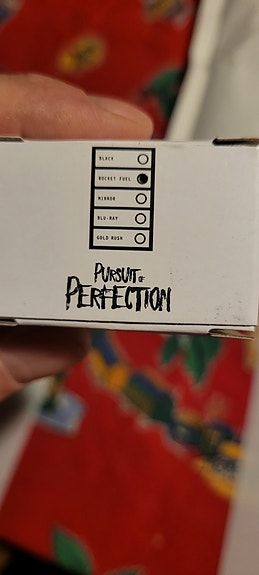 BLACK
ROCKET FUEL
MIRROR
BLU-RAY
GOLD RUSH
PURSUIT OF
PERFECTION